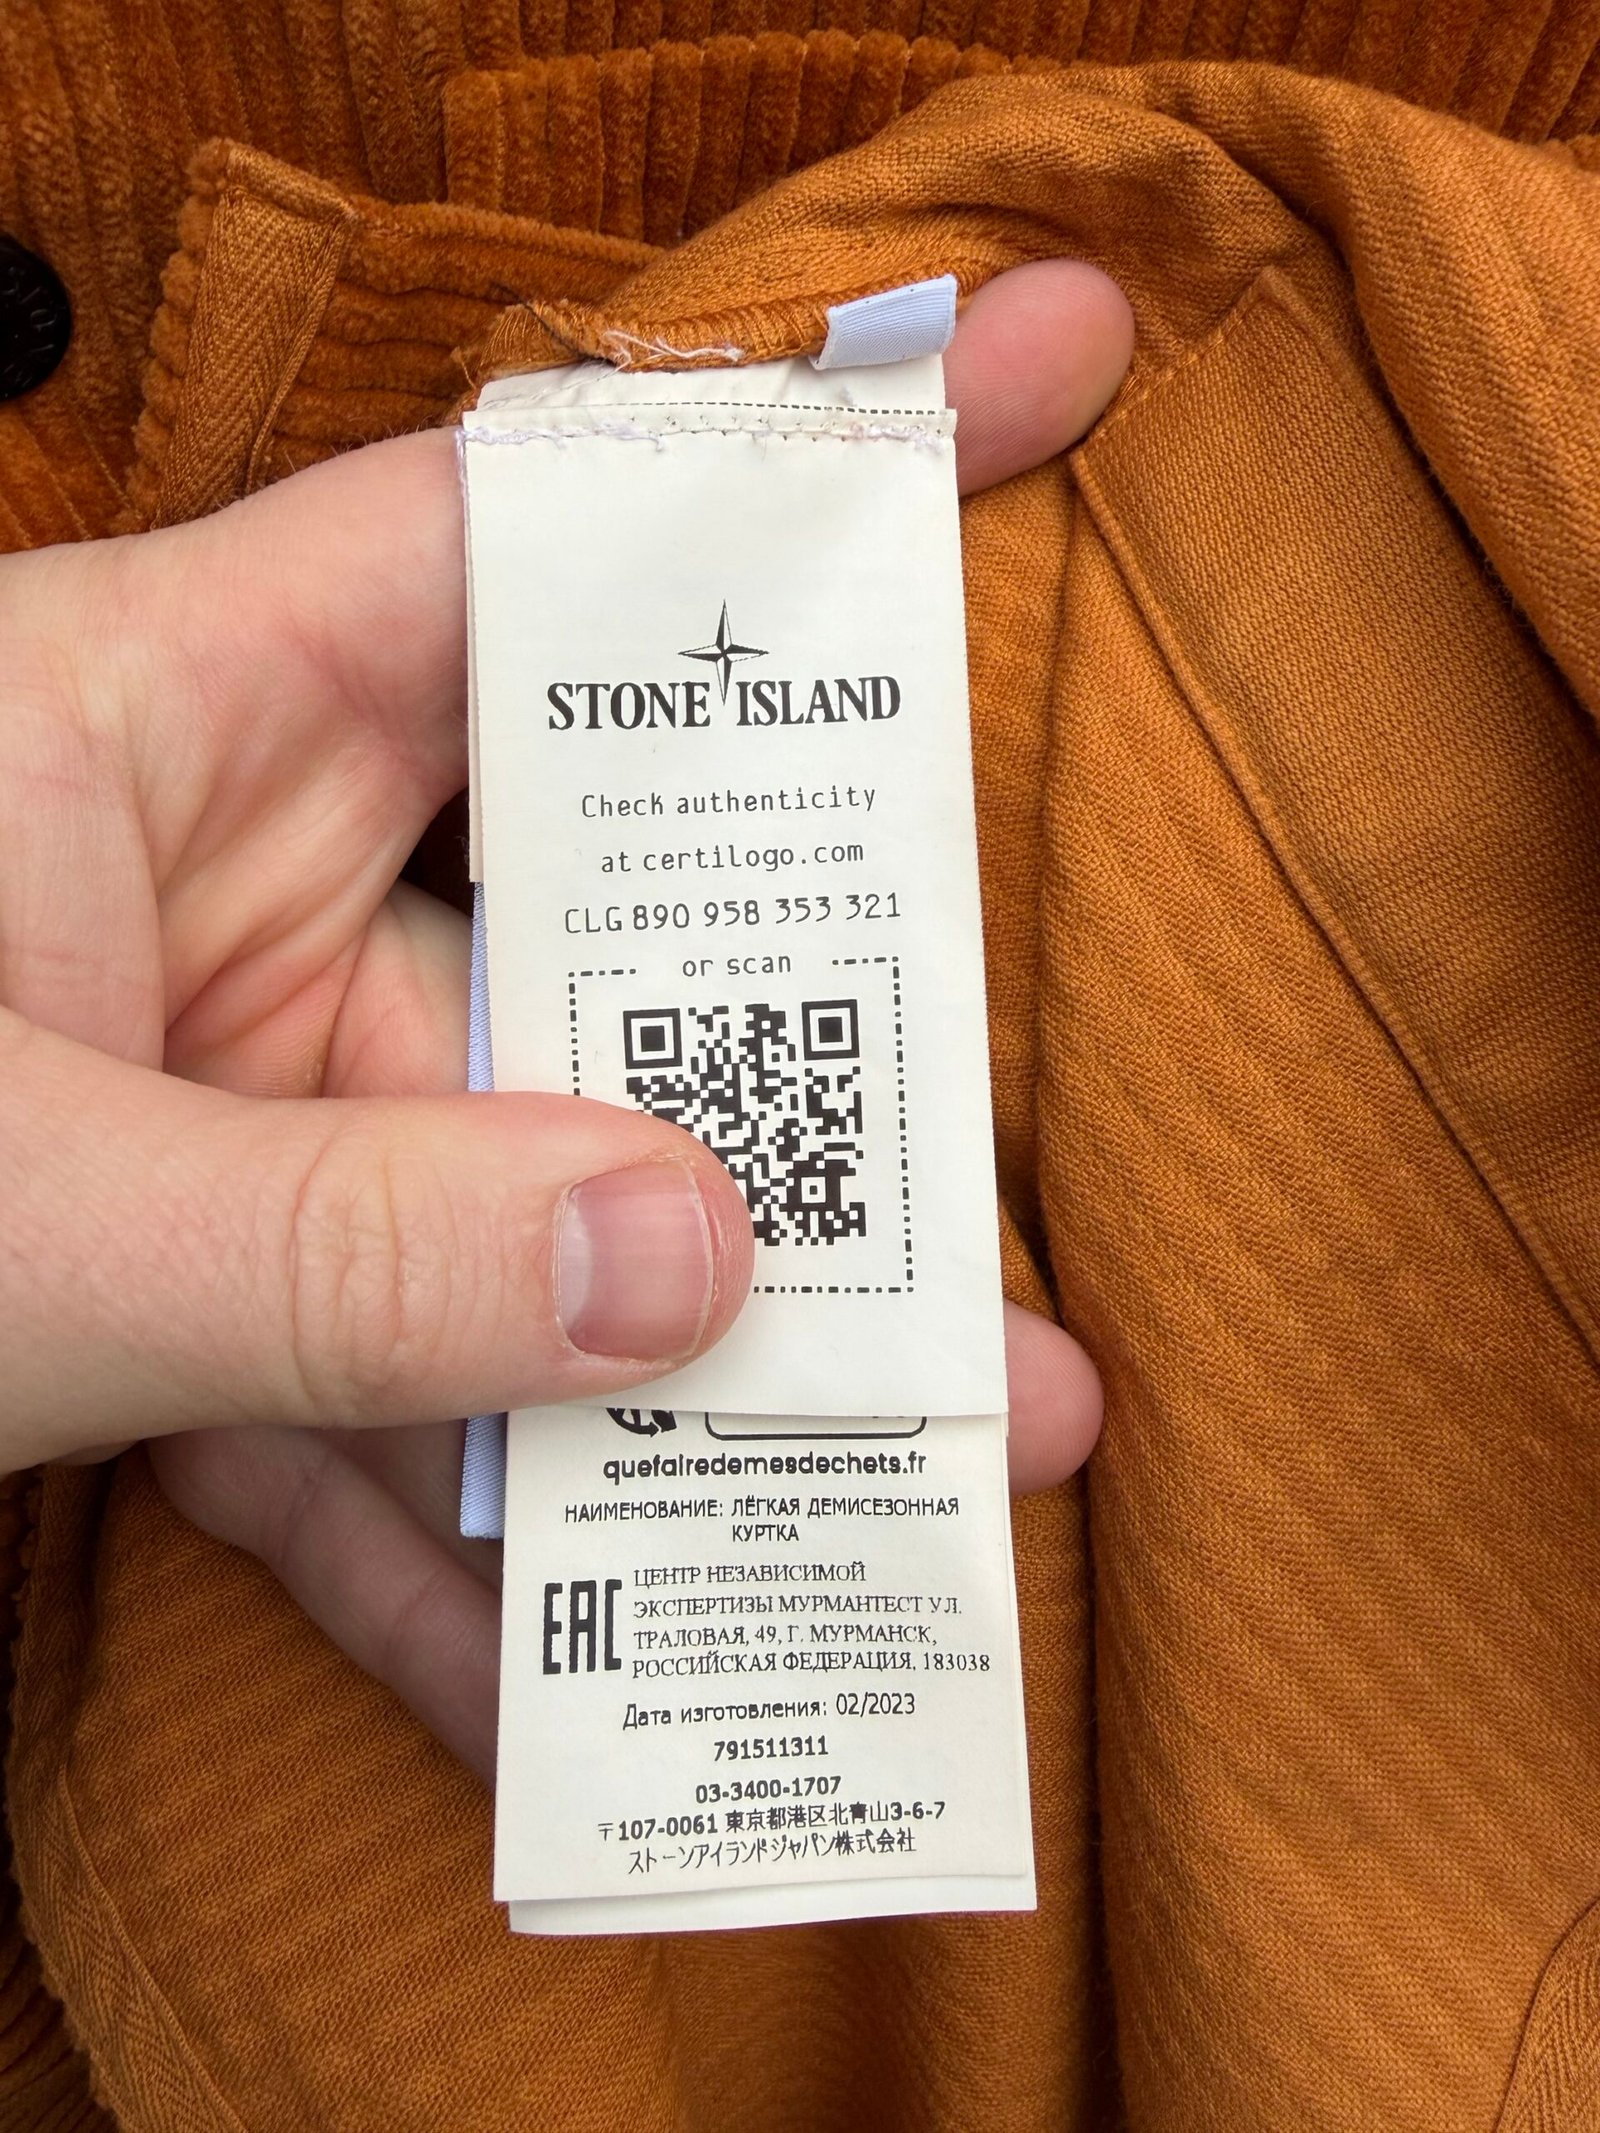 STONE ISLAND
Check authenticity
at certilogo.com
CLG 890 958 353 321
or scan
quefairedemesdechets.fr
НАИМЕНОВАНИЕ: ЛЁГКАЯ ДЕМИСЕЗОННАЯ
КУРТКА
EAC
ЦЕНТР НЕЗАВИСИМОЙ
ЭКСПЕРТИЗЫ МУРМАНТЕСТ УЛ.
ТРАЛОВАЯ, 49, Г. МУРМАНСК,
РОССИЙСКАЯ ФЕДЕРАЦИЯ, 183038
Дата изготовления: 02/2023
791511311
03-3400-1707
〒107-0061 東京都港区北青山3-6-7
ストーンアイランドジャパン株式会社